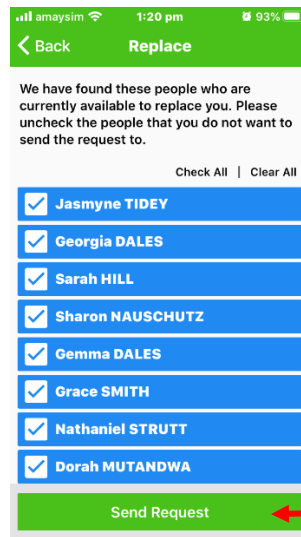 amaysim 1:20 pm 93%
Back Replace
We have found these people who are
currently available to replace you. Please
uncheck the people that you do not want to
send the request to.
Check All | Clear All
Jasmyne TIDEY
Georgia DALES
Sarah HILL
Sharon NAUSCHUTZ
Gemma DALES
Grace SMITH
Nathaniel STRUTT
Dorah MUTANDWA
Send Request